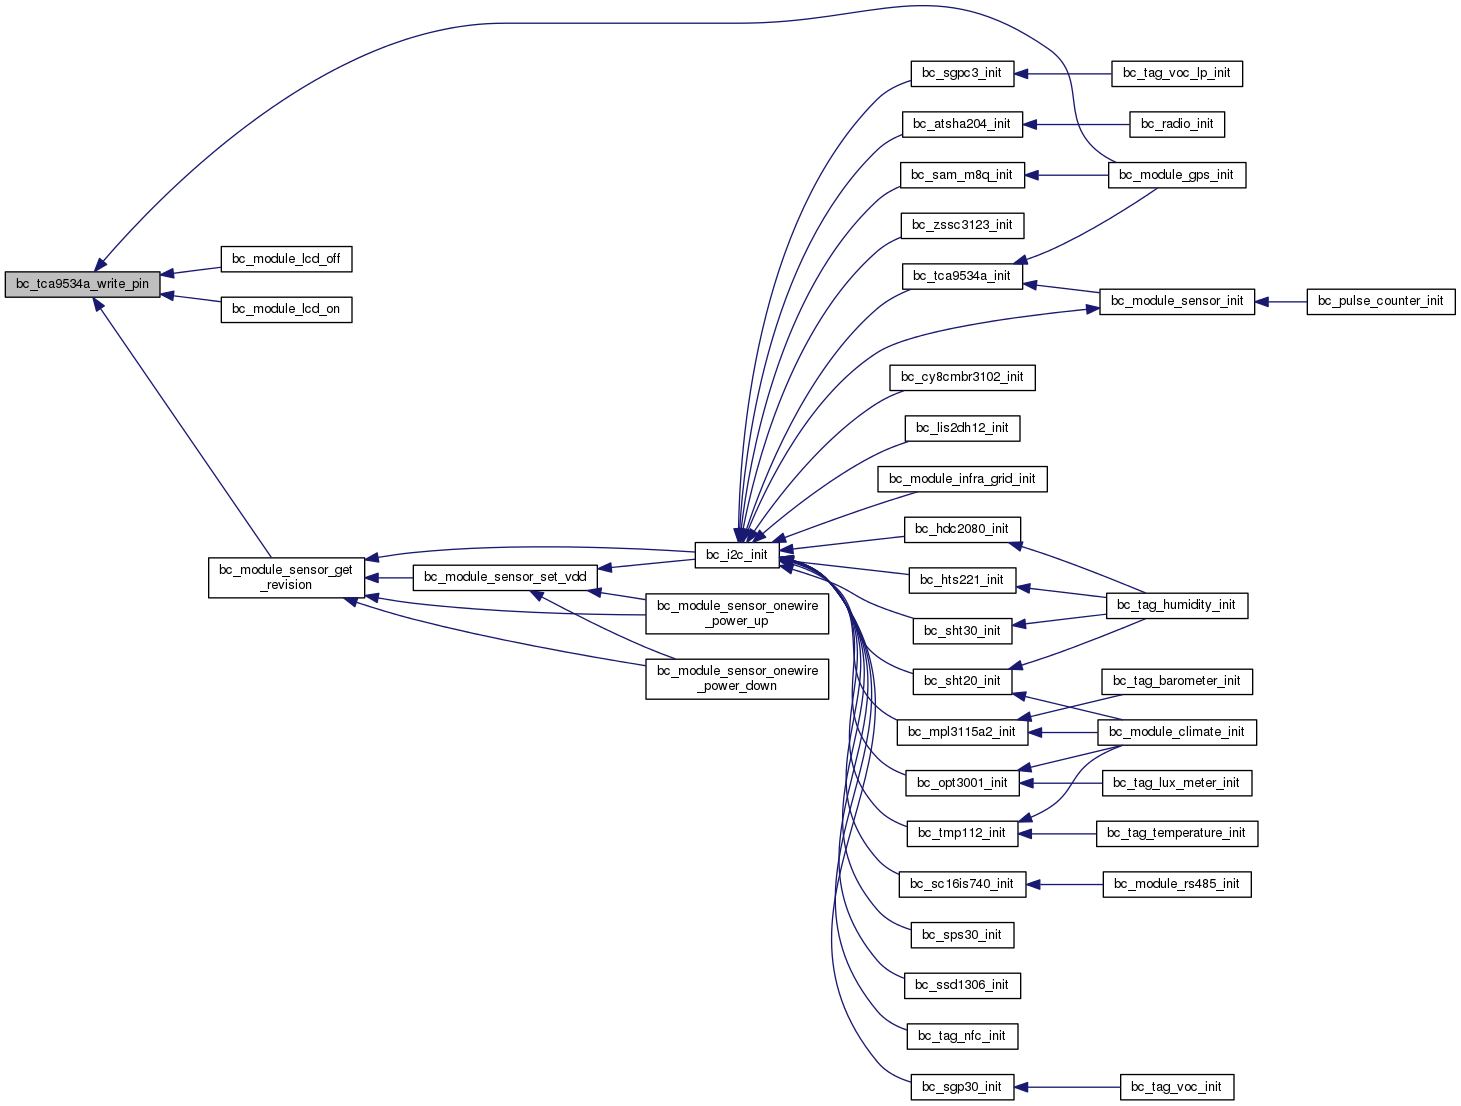 bc_tca9534a_write_pin
bc_module_lcd_off
bc_module_lcd_on
bc_module_sensor_get
_revision
bc_module_sensor_set_vdd
bc_module_sensor_onewire
_power_up
bc_module_sensor_onewire
_power_down
bc_i2c_init
bc_sgpc3_init
bc_tag_voc_lp_init
bc_atsha204_init
bc_radio_init
bc_sam_m8q_init
bc_module_gps_init
bc_zssc3123_init
bc_tca9534a_init
bc_module_sensor_init
bc_pulse_counter_init
bc_cy8cmbr3102_init
bc_lis2dh12_init
bc_module_infra_grid_init
bc_hdc2080_init
bc_hts221_init
bc_tag_humidity_init
bc_sht30_init
bc_sht20_init
bc_tag_barometer_init
bc_mpl3115a2_init
bc_module_climate_init
bc_opt3001_init
bc_tag_lux_meter_init
bc_tmp112_init
bc_tag_temperature_init
bc_sc16is740_init
bc_module_rs485_init
bc_sps30_init
bc_ssd1306_init
bc_tag_nfc_init
bc_sgp30_init
bc_tag_voc_init